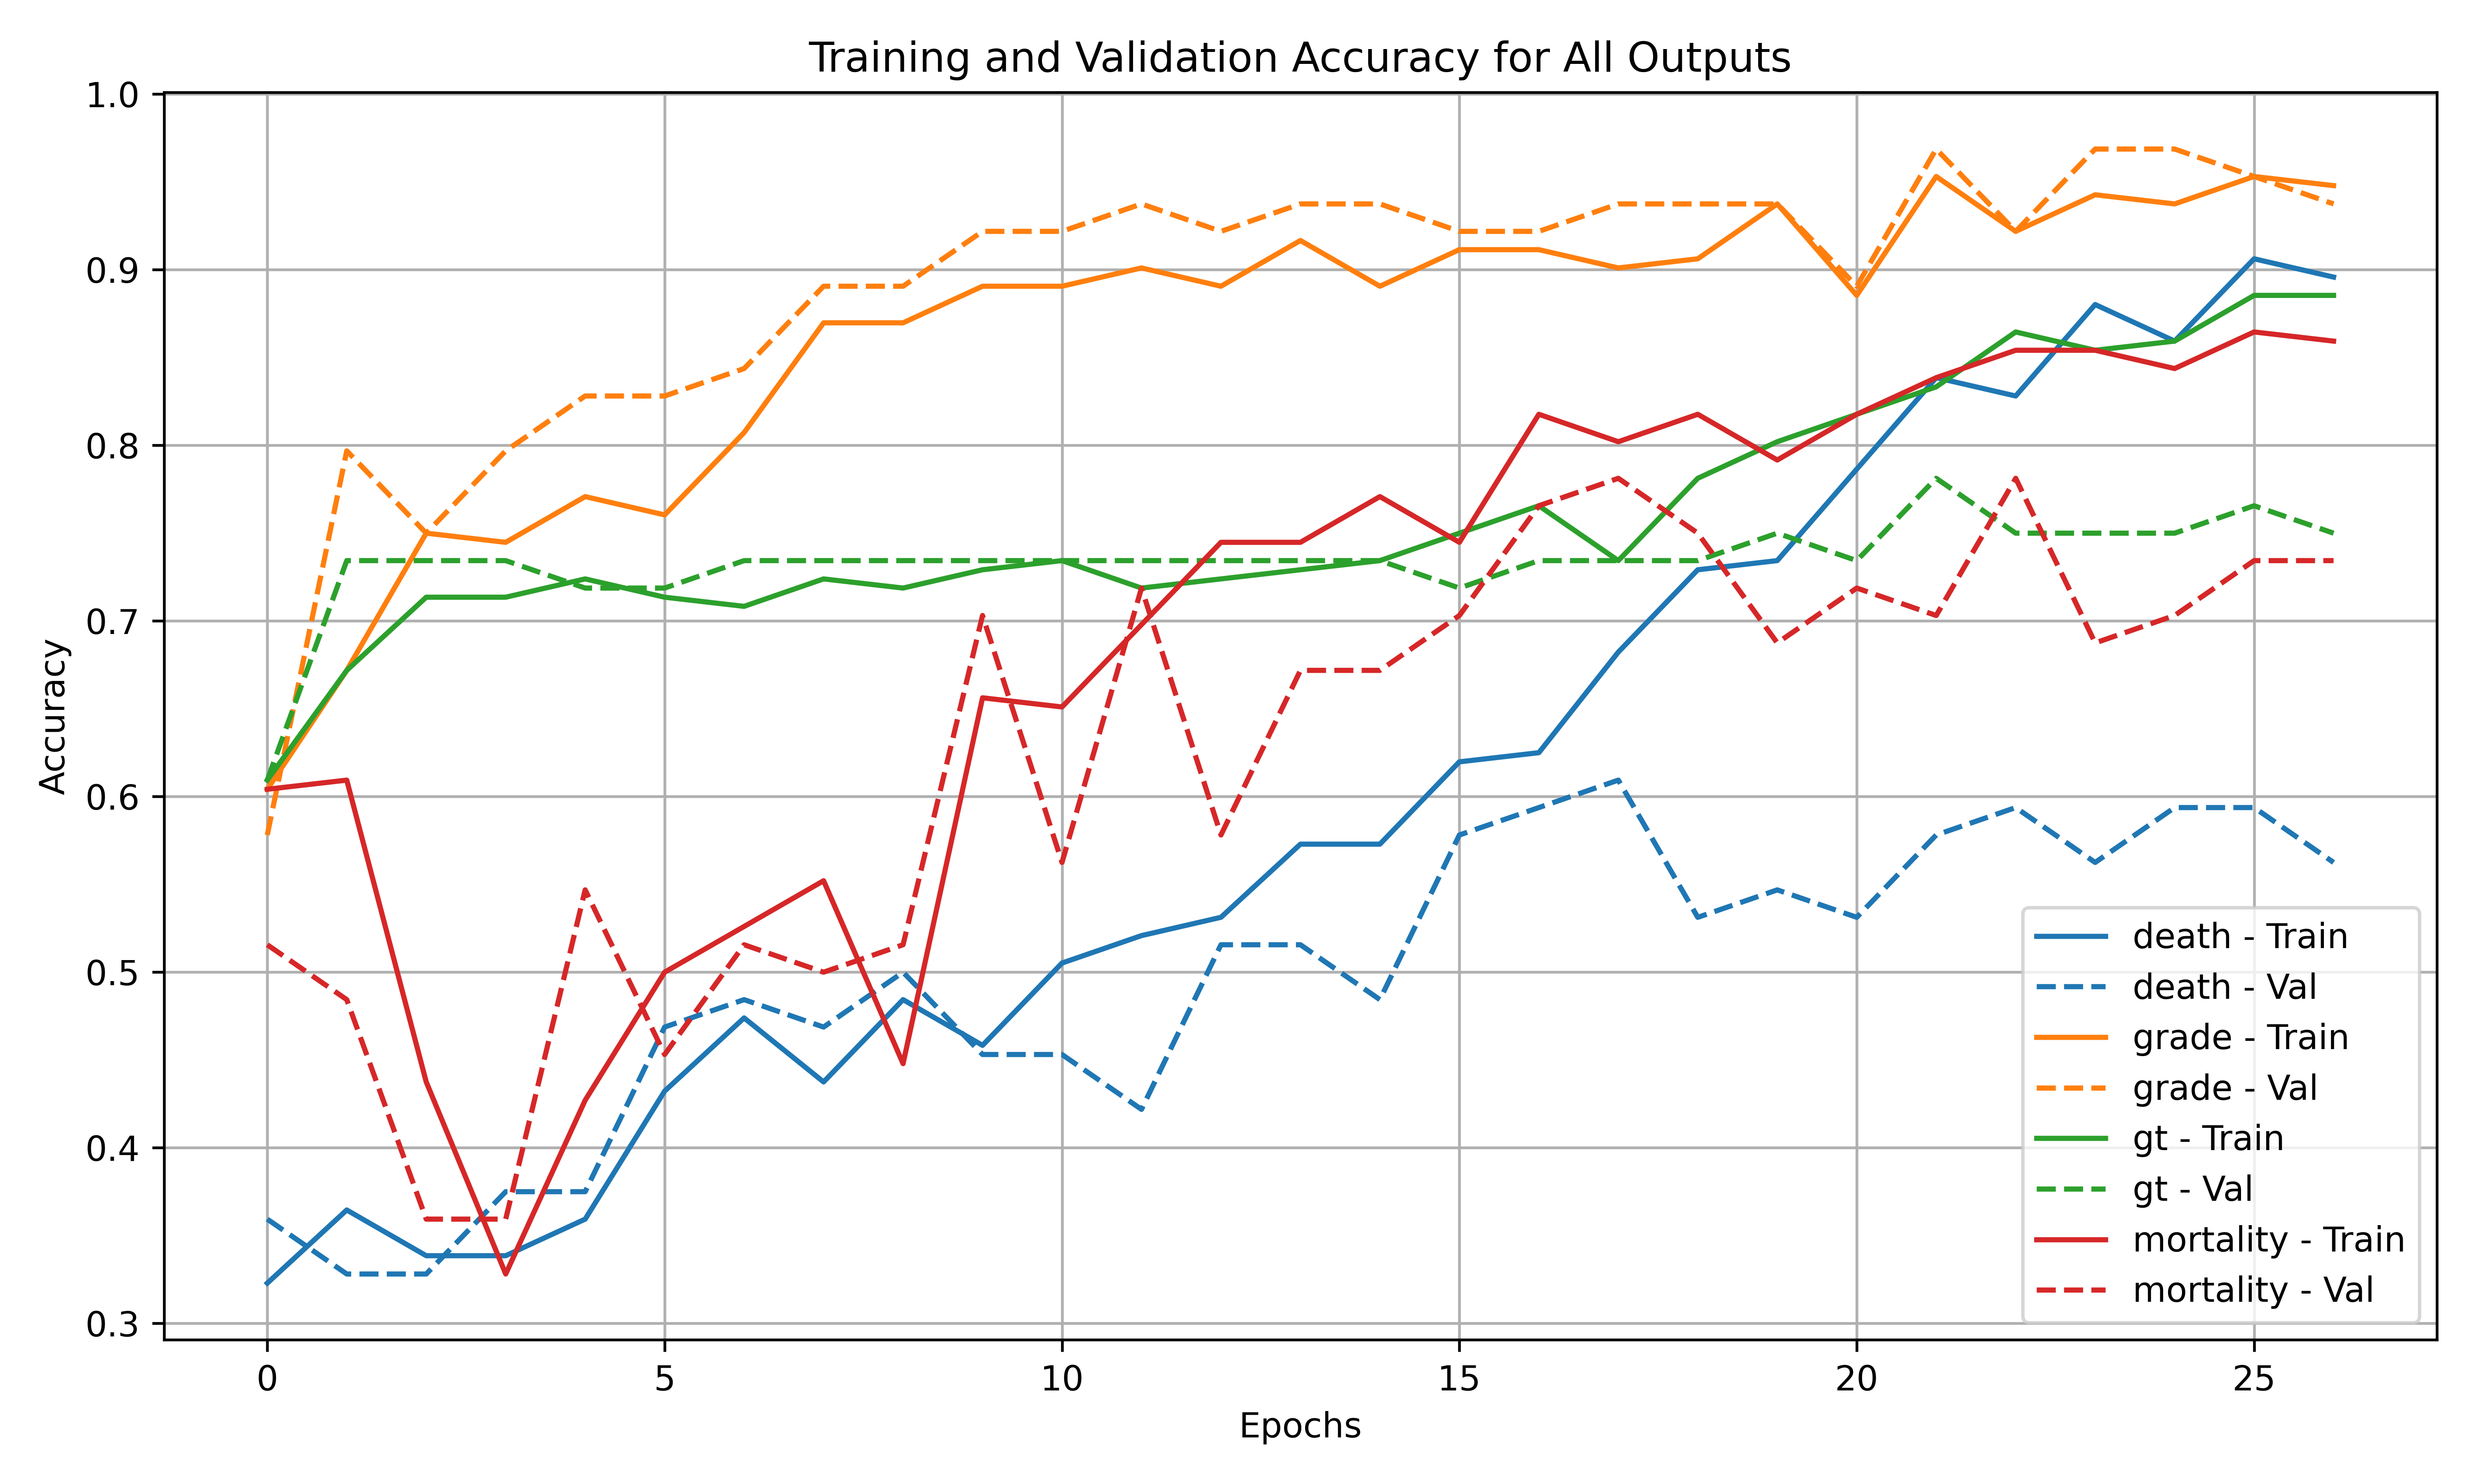 Training and Validation Accuracy for All Outputs
1.0
0.9
0.8
0.7
0.6
0.5
0.4
0.3
Accuracy
0 5 10 15 20 25
Epochs
death - Train
death - Val
grade - Train
grade - Val
gt - Train
gt - Val
mortality - Train
mortality - Val